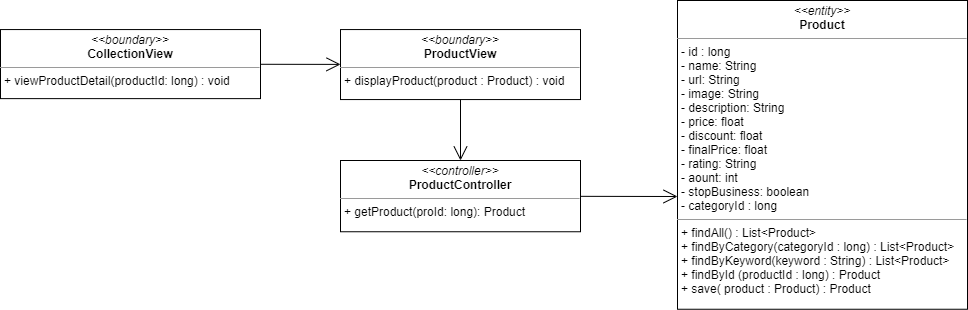 <<boundary>>
CollectionView
+ viewProductDetail(productId: long) : void
<<boundary>>
ProductView
+ displayProduct(product : Product) : void
<<controller>>
ProductController
+ getProduct(proId: long): Product
<<entity>>
Product
- id : long
- name: String
- url: String
- image: String
- description: String
- price: float
- discount: float
- finalPrice: float
- rating: String
- aount: int
- stopBusiness: boolean
- categoryId : long
+ findAll() : List<Product>
+ findByCategory(categoryId : long) : List<Product>
+ findByKeyword(keyword : String) : List<Product>
+ findById (productId : long) : Product
+ save( product : Product) : Product